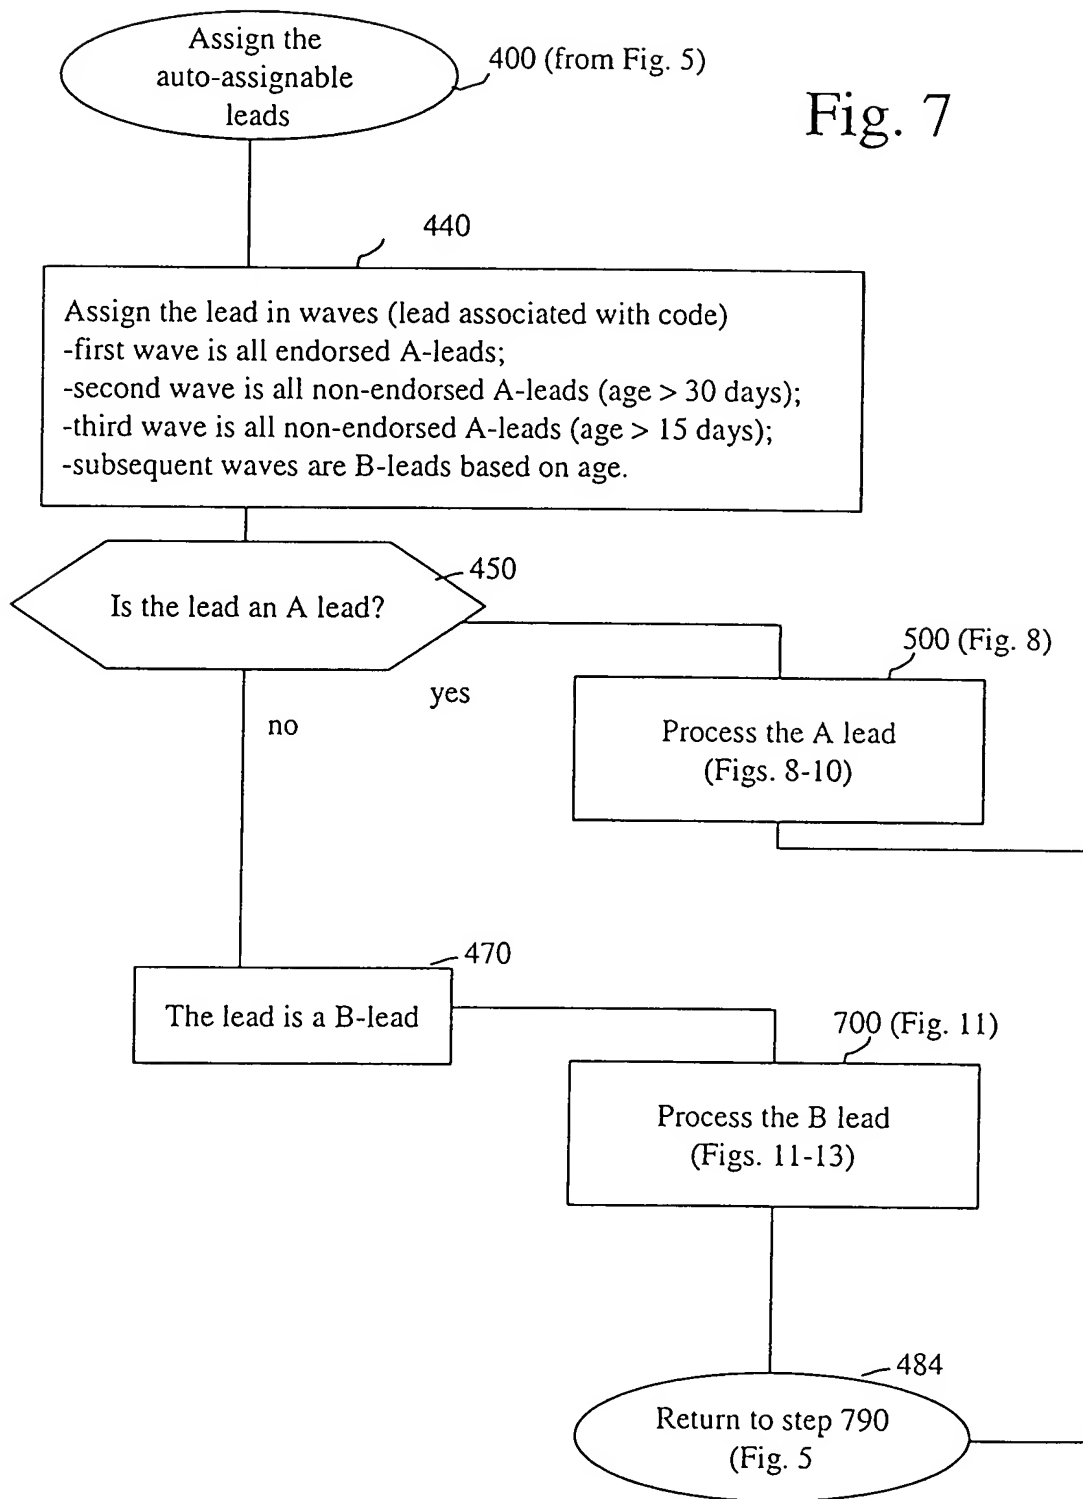 Assign the
auto-assignable
leads
400 (from Fig. 5)
Fig. 7
440
Assign the lead in waves (lead associated with code)
-first wave is all endorsed A-leads;
-second wave is all non-endorsed A-leads (age > 30 days);
-third wave is all non-endorsed A-leads (age > 15 days);
-subsequent waves are B-leads based on age.
450
Is the lead an A lead?
yes
no
500 (Fig. 8)
Process the A lead
(Figs. 8-10)
470
The lead is a B-lead
700 (Fig. 11)
Process the B lead
(Figs. 11-13)
484
Return to step 790
(Fig. 5